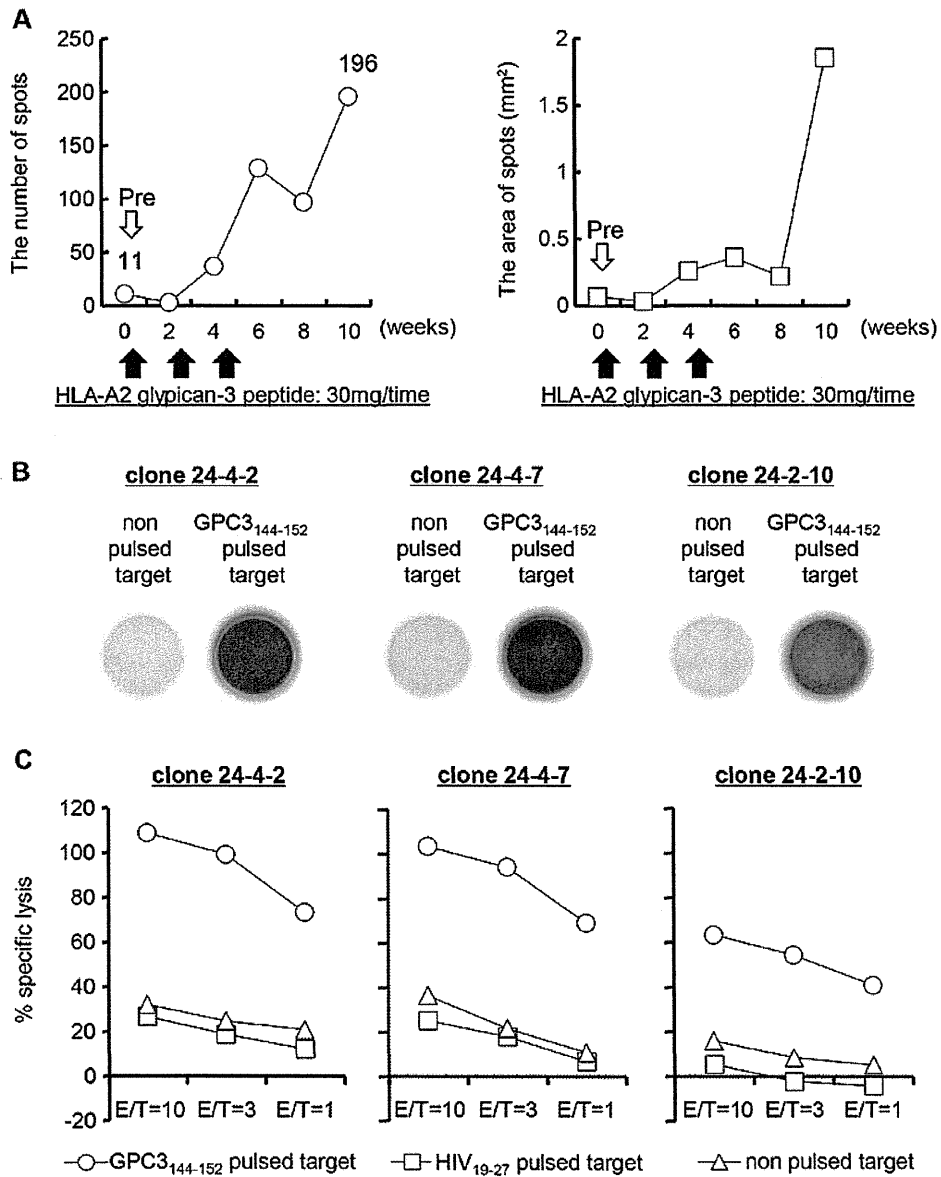 A
The number of spots
250
200
150
100
50
0
196
Pre
11
0 2 4 6 8 10 (weeks)
HLA-A2 glypican-3 peptide: 30mg/time
The area of spots (mm²)
2
1.5
1
0.5
0
Pre
0 2 4 6 8 10 (weeks)
HLA-A2 glypican-3 peptide: 30mg/time
B
clone 24-4-2
non pulsed target
GPC3144-152 pulsed target
clone 24-4-7
non pulsed target
GPC3144-152 pulsed target
clone 24-2-10
non pulsed target
GPC3144-152 pulsed target
C
clone 24-4-2
clone 24-4-7
clone 24-2-10
% specific lysis
120
100
80
60
40
20
0
-20
E/T=10 E/T=3 E/T=1
E/T=10 E/T=3 E/T=1
E/T=10 E/T=3 E/T=1
GPC3144-152 pulsed target
HIV19-27 pulsed target
non pulsed target